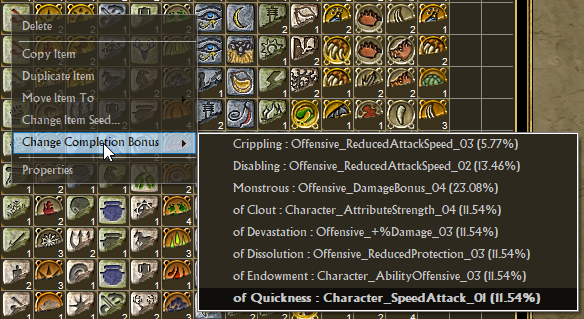 Delete
Copy Item
Duplicate Item
Move Item To
Change Item Seed...
Change Completion Bonus
Properties
Crippling : Offensive_ReducedAttackSpeed_03 (5.77%)
Disabling : Offensive_ReducedAttackSpeed_02 (13.46%)
Monstrous : Offensive_DamageBonus_04 (23.08%)
of Clout : Character_AttributeStrength_04 (11.54%)
of Devastation : Offensive_+%Damage_03 (11.54%)
of Dissolution : Offensive_ReducedProtection_03 (11.54%)
of Endowment : Character_AbilityOffensive_03 (11.54%)
of Quickness : Character_SpeedAttack_01 (11.54%)